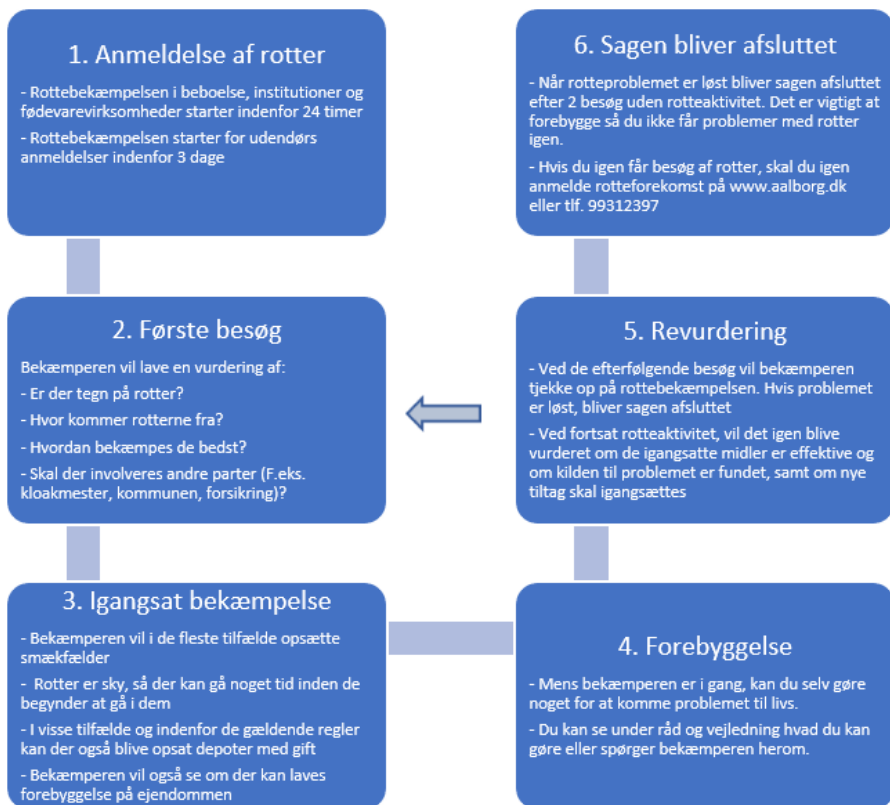 1. Anmeldelse af rotter
- Rottebekæmpelsen i beboelse, institutioner og
fødevarevirksomheder starter indenfor 24 timer
- Rottebekæmpelsen starter for udendørs
anmeldelser indenfor 3 dage
2. Første besøg
Bekæmperen vil lave en vurdering af:
- Er der tegn på rotter?
- Hvor kommer rotterne fra?
- Hvordan bekæmpes de bedst?
- Skal der involveres andre parter (F.eks.
kloakmester, kommunen, forsikring)?
3. Igangsat bekæmpelse
- Bekæmperen vil i de fleste tilfælde opsætte
smækfælder
- Rotter er sky, så der kan gå noget tid inden de
begynder at gå i dem
- I visse tilfælde og indenfor de gældende regler
kan der også blive opsat depoter med gift
- Bekæmperen vil også se om der kan laves
forebyggelse på ejendommen
4. Forebyggelse
- Mens bekæmperen er i gang, kan du selv gøre
noget for at komme problemet til livs.
- Du kan se under råd og vejledning hvad du kan
gøre eller spørger bekæmperen herom.
5. Revurdering
- Ved de efterfølgende besøg vil bekæmperen
tjekke op på rottebekæmpelsen. Hvis problemet
er løst, bliver sagen afsluttet
- Ved fortsat rotteaktivitet, vil det igen blive
vurderet om de igangsatte midler er effektive og
om kilden til problemet er fundet, samt om nye
tiltag skal igangsættes
6. Sagen bliver afsluttet
- Når rotteproblemet er løst bliver sagen afsluttet
efter 2 besøg uden rotteaktivitet. Det er vigtigt at
forebygge så du ikke får problemer med rotter
igen.
- Hvis du igen får besøg af rotter, skal du igen
anmelde rotteforekomst på www.aalborg.dk
eller tlf. 99312397